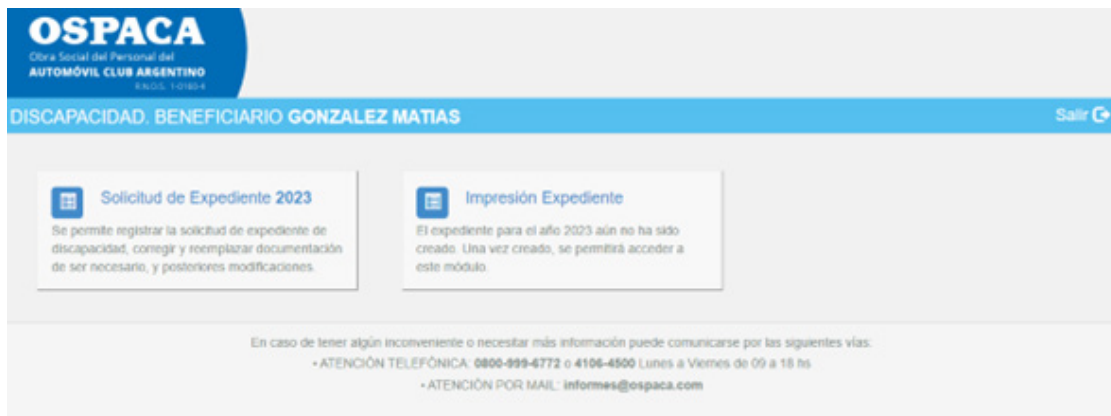 OSPACA
Obra Social del Personal del
AUTOMÓVIL CLUB ARGENTINO
R.N.O.S. 1-0180-4
DISCAPACIDAD. BENEFICIARIO GONZALEZ MATIAS
Salir
Solicitud de Expediente 2023
Se permite registrar la solicitud de expediente de
discapacidad, corregir y reemplazar documentación
de ser necesario, y posteriores modificaciones.
Impresión Expediente
El expediente para el año 2023 aún no ha sido
creado. Una vez creado, se permitirá acceder a
este módulo.
En caso de tener algún inconveniente o necesitar más información puede comunicarse por las siguientes vías:
• ATENCIÓN TELEFÓNICA: 0800-999-6772 o 4106-4500 Lunes a Viernes de 09 a 18 hs
• ATENCIÓN POR MAIL: informes@ospaca.com